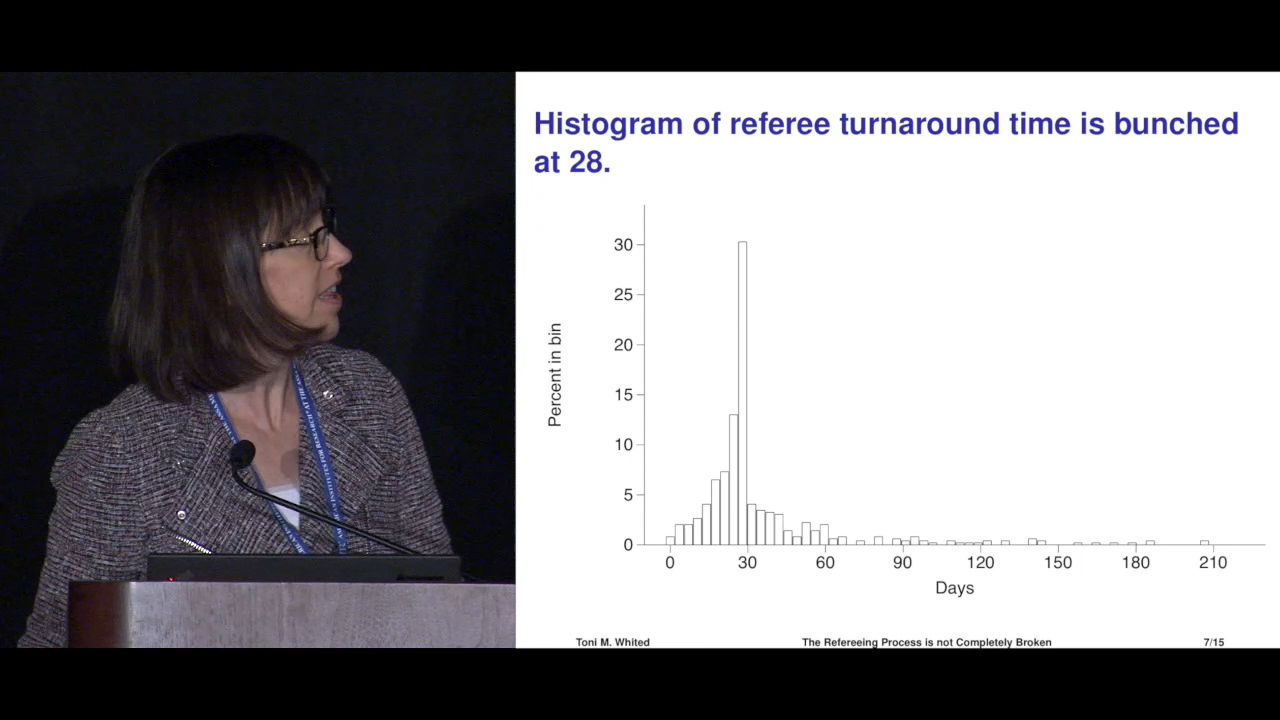 Histogram of referee turnaround time is bunched
at 28.
30
25
20
15
10
5
0
Percent in bin
0 30 60 90 120 150 180 210
Days
Toni M. Whited The Refereeing Process is not Completely Broken 7/15